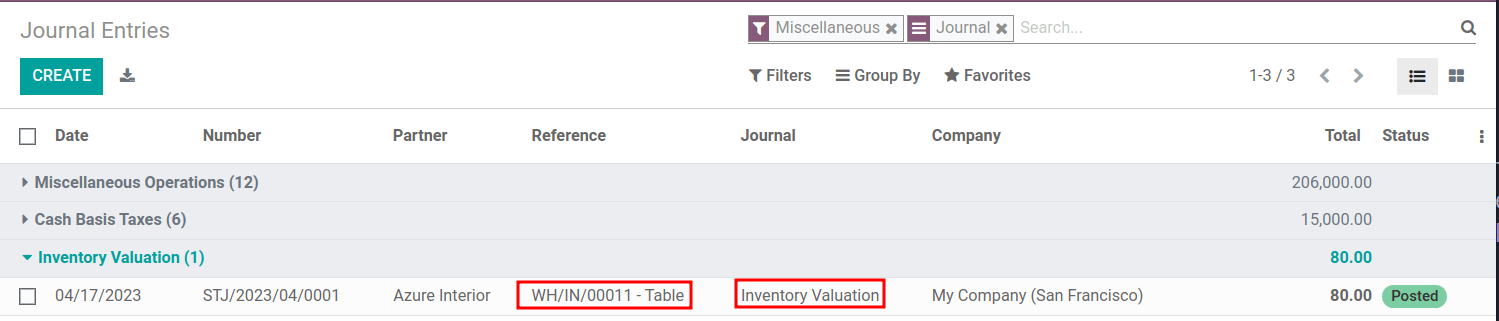 Journal Entries
Miscellaneous Journal Search...
CREATE Filters Group By Favorites 1-3 / 3
Date Number Partner Reference Journal Company Total Status
Miscellaneous Operations (12) 206,000.00
Cash Basis Taxes (6) 15,000.00
Inventory Valuation (1) 80.00
04/17/2023 STJ/2023/04/0001 Azure Interior WH/IN/00011 - Table Inventory Valuation My Company (San Francisco) 80.00 Posted